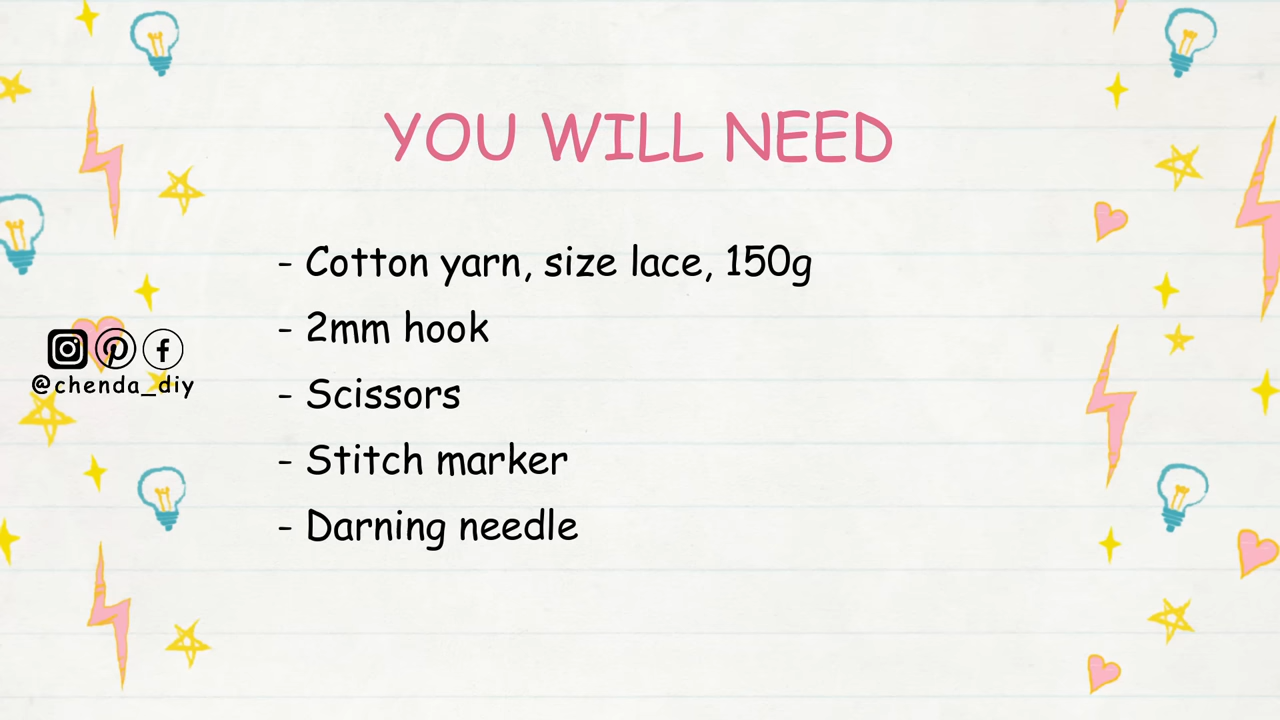 YOU WILL NEED
- Cotton yarn, size lace, 150g
- 2mm hook
- Scissors
- Stitch marker
- Darning needle
@chenda_diy